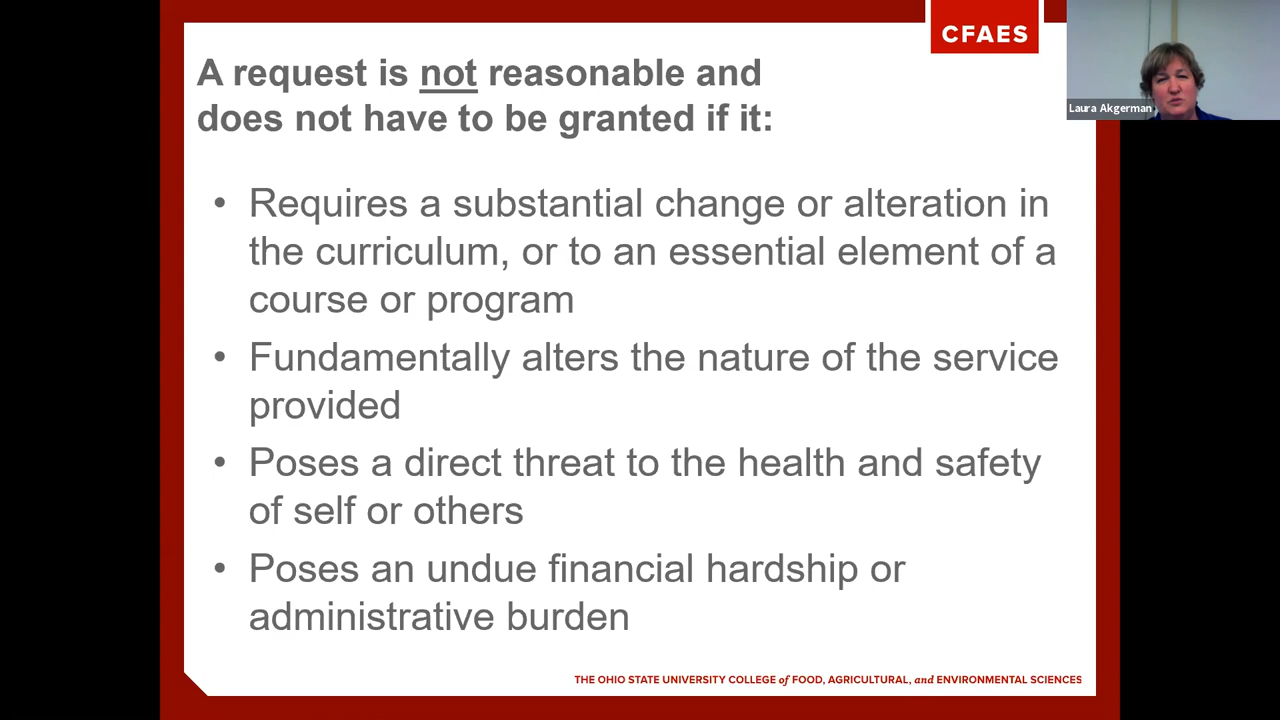 CFAES
Laura Akgerman
A request is not reasonable and
does not have to be granted if it:
• Requires a substantial change or alteration in
the curriculum, or to an essential element of a
course or program
• Fundamentally alters the nature of the service
provided
• Poses a direct threat to the health and safety
of self or others
• Poses an undue financial hardship or
administrative burden
THE OHIO STATE UNIVERSITY COLLEGE of FOOD, AGRICULTURAL, and ENVIRONMENTAL SCIENCES